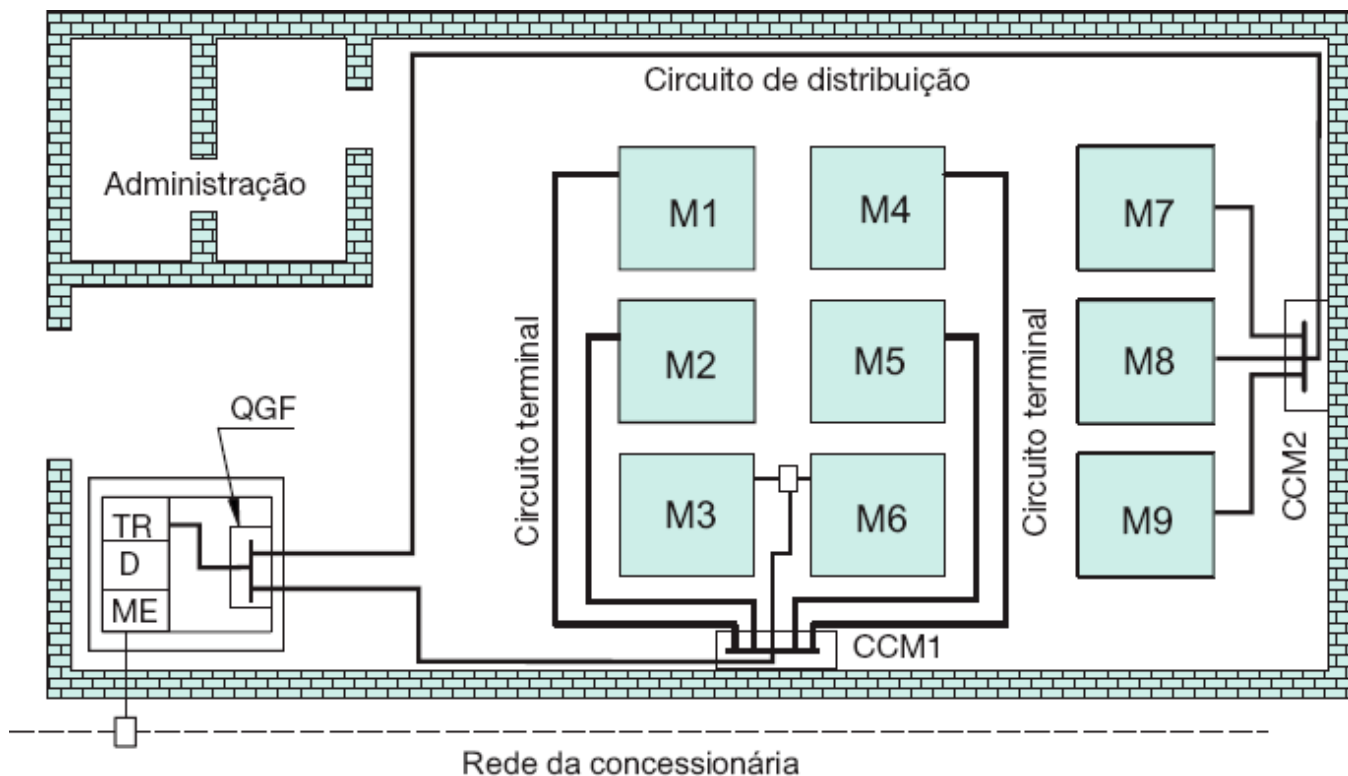 Circuito de distribuição
Administração
M1
M4
M7
Circuito terminal
M2
M5
M8
Circuito terminal
QGF
CCM2
M3
M6
M9
TR
D
ME
CCM1
Rede da concessionária